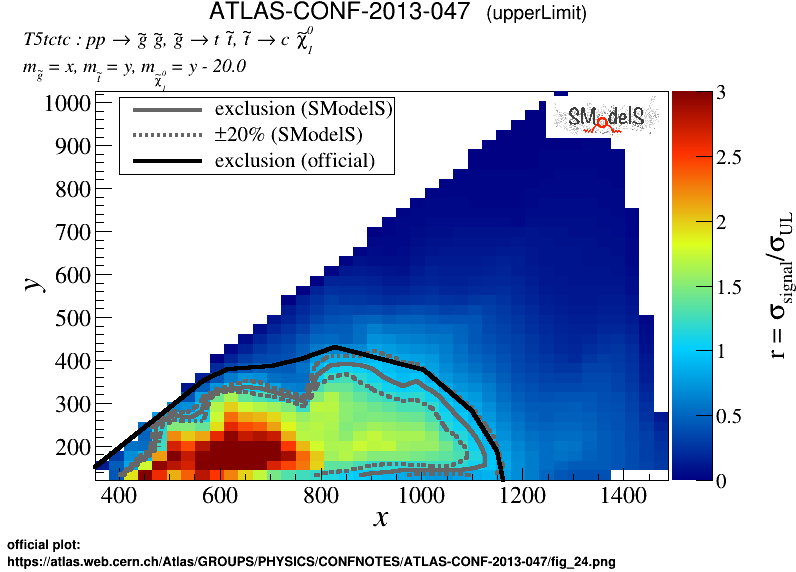 ATLAS-CONF-2013-047 (upperLimit)
T5tctc : pp → g̃ g̃, g̃ → t t̃, t̃ → c χ̃₁⁰
m_g̃ = x, m_t̃ = y, m_χ̃₁⁰ = y - 20.0
exclusion (SModelS)
±20% (SModelS)
exclusion (official)
SModelS
1000
900
800
700
600
500
400
300
200
y
400 600 800 1000 1200 1400
x
3
2.5
2
1.5
1
0.5
0
r = σ_signal/σ_UL
official plot:
https://atlas.web.cern.ch/Atlas/GROUPS/PHYSICS/CONFNOTES/ATLAS-CONF-2013-047/fig_24.png